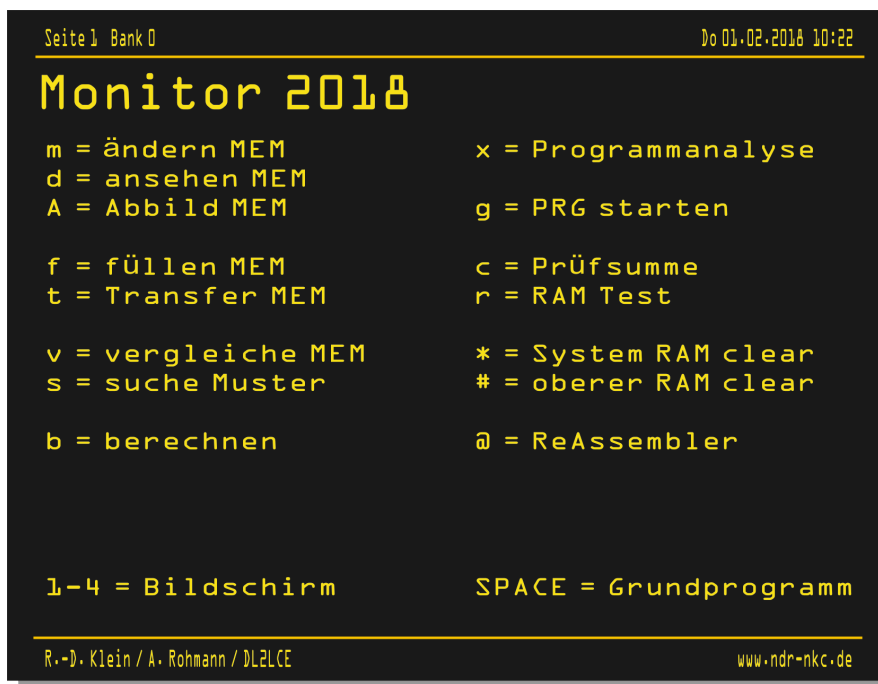 Seite 1 Bank 0 Do 01.02.2018 10:22
Monitor 2018
m = ändern MEM x = Programmanalyse
d = ansehen MEM
A = Abbild MEM g = PRG starten
f = füllen MEM c = Prüfsumme
t = Transfer MEM r = RAM Test
v = vergleiche MEM * = System RAM clear
s = suche Muster # = oberer RAM clear
b = berechnen @ = ReAssembler
1-4 = Bildschirm SPACE = Grundprogramm
R.-D. Klein / A. Rohmann / DL2LCE www.ndr-nkc.de